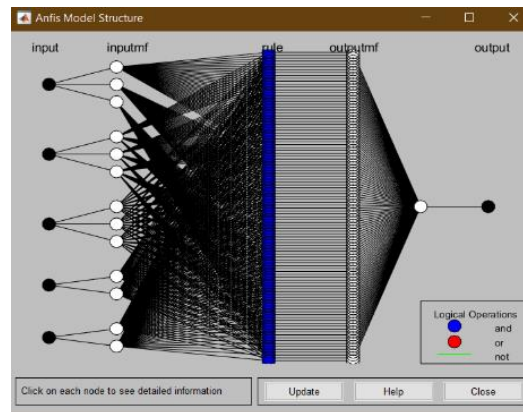 Anfis Model Structure
input inputmf rule outputmf output
Logical Operations
and
or
not
Click on each node to see detailed information
Update Help Close